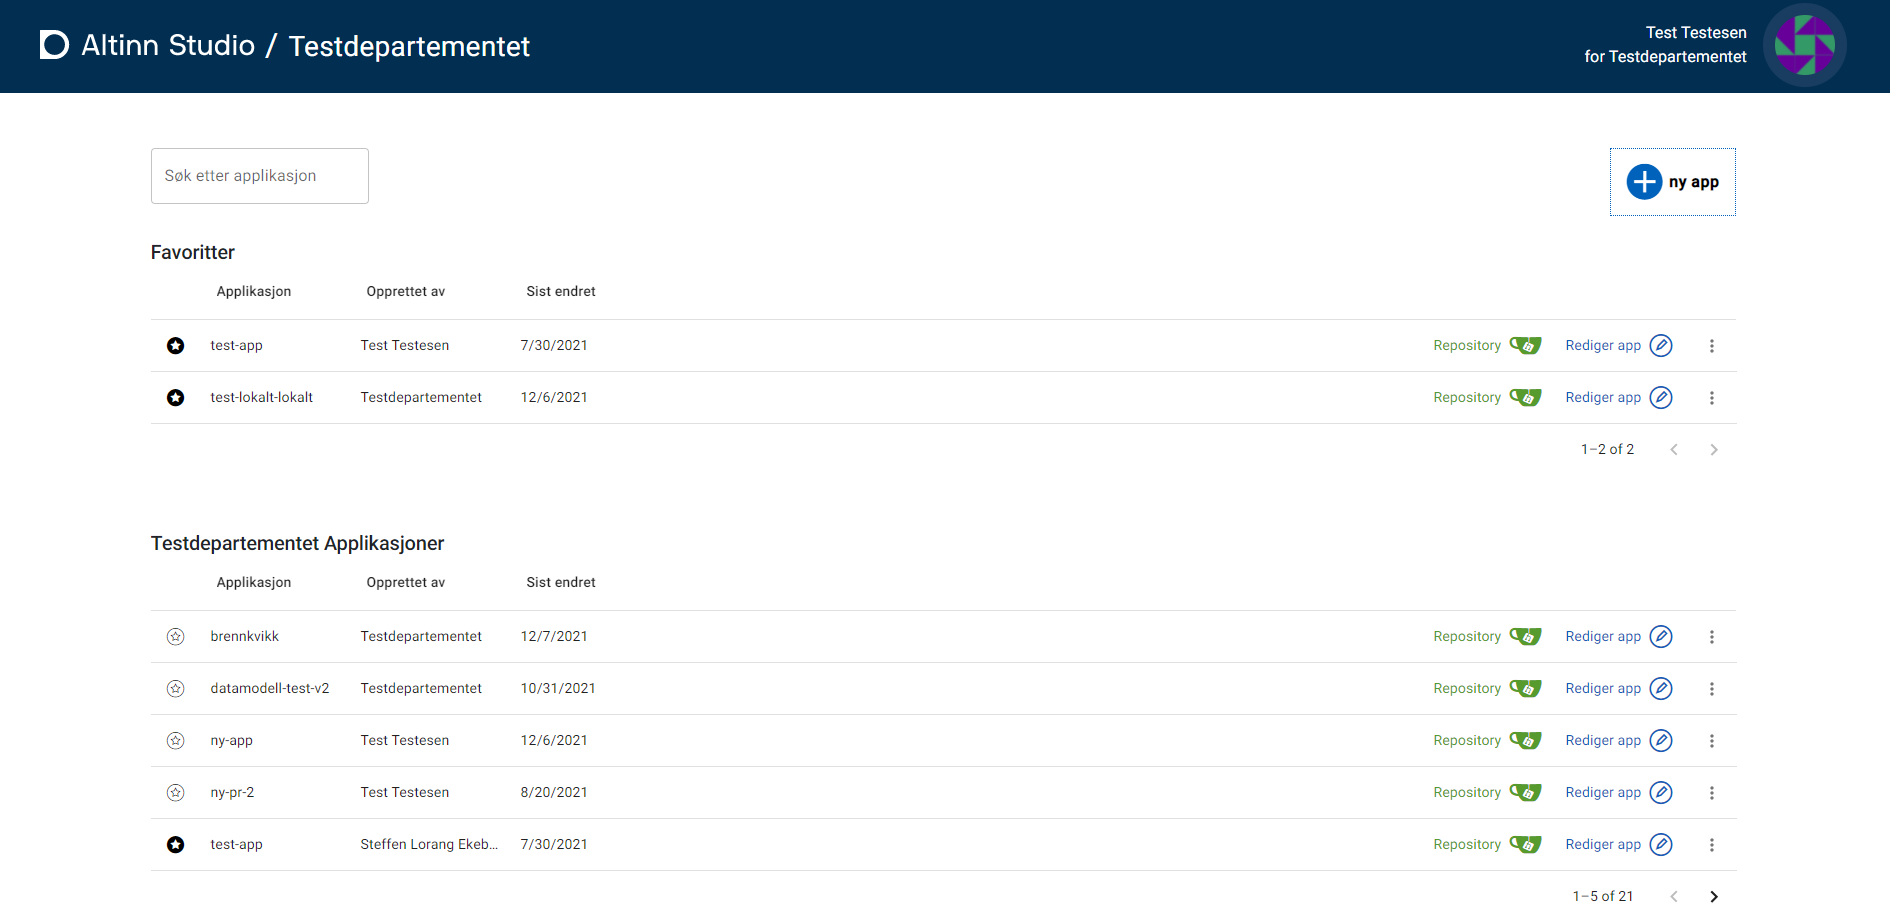 Altinn Studio / Testdepartementet
Test Testesen
for Testdepartementet
Søk etter applikasjon
ny app
Favoritter
Applikasjon Opprettet av Sist endret
test-app Test Testesen 7/30/2021 Repository Rediger app
test-lokalt-lokalt Testdepartementet 12/6/2021 Repository Rediger app
1–2 of 2
Testdepartementet Applikasjoner
Applikasjon Opprettet av Sist endret
brennkvikk Testdepartementet 12/7/2021 Repository Rediger app
datamodell-test-v2 Testdepartementet 10/31/2021 Repository Rediger app
ny-app Test Testesen 12/6/2021 Repository Rediger app
ny-pr-2 Test Testesen 8/20/2021 Repository Rediger app
test-app Steffen Lorang Ekeb... 7/30/2021 Repository Rediger app
1–5 of 21